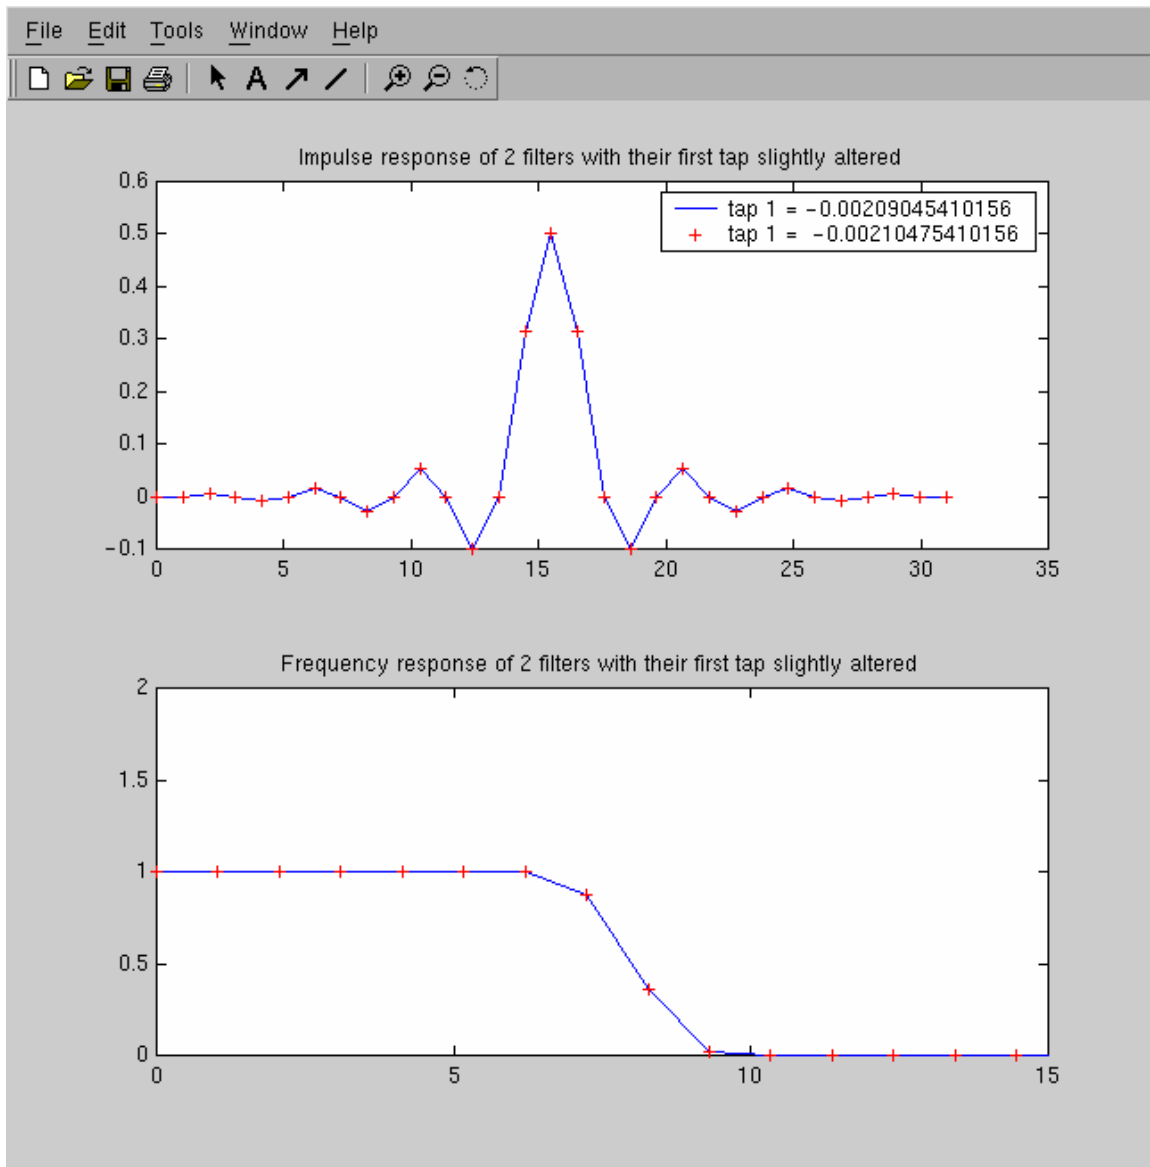 File Edit Tools Window Help
A
Impulse response of 2 filters with their first tap slightly altered
0.6
0.5
0.4
0.3
0.2
0.1
0
-0.1
tap 1 = -0.00209045410156
tap 1 = -0.00210475410156
0 5 10 15 20 25 30 35
Frequency response of 2 filters with their first tap slightly altered
2
1.5
1
0.5
0
0 5 10 15